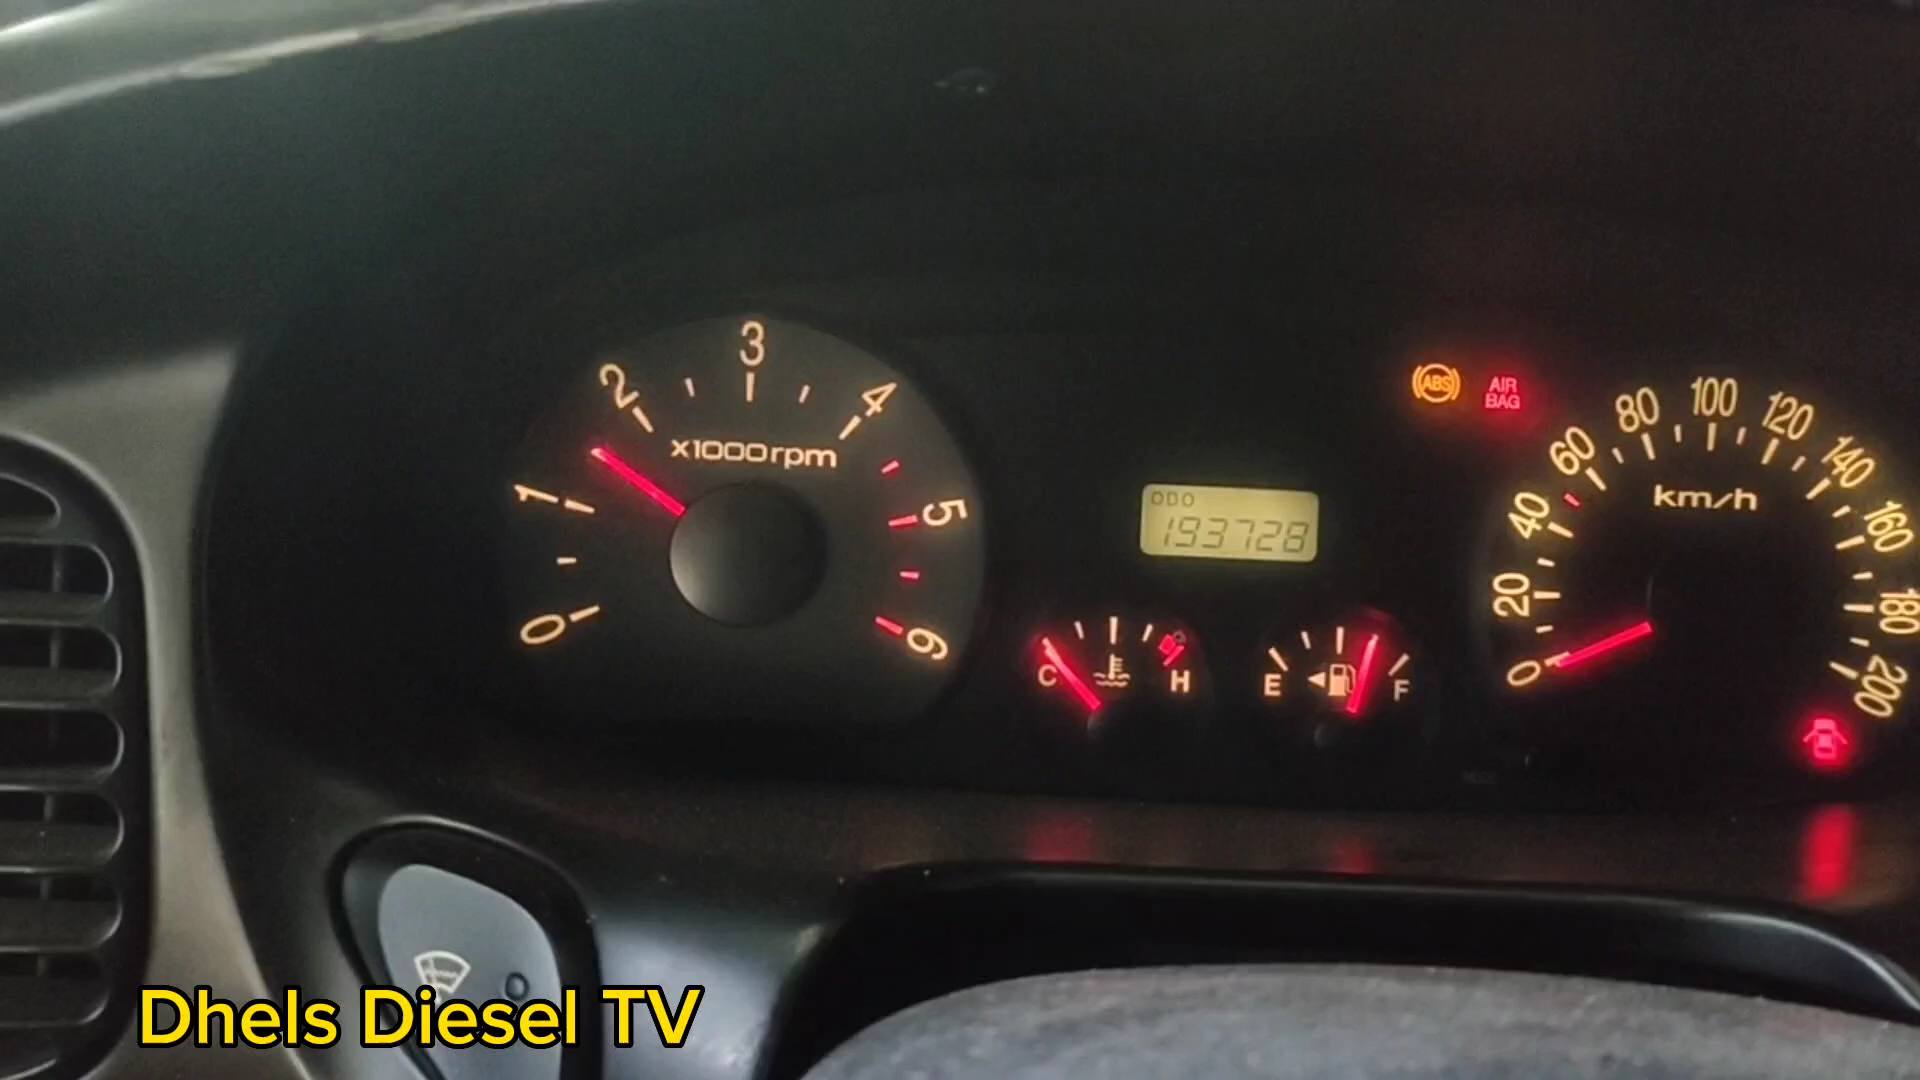 0 1 2 3 4 5 6
x1000rpm
ODO
193728
C H
E F
ABS
AIR
BAG
0 20 40 60 80 100 120 140 160 180 200
km/h
Dhels Diesel TV